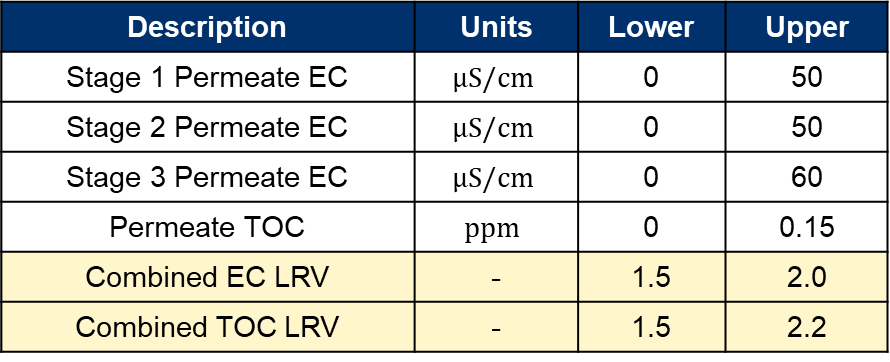 Description Units Lower Upper
Stage 1 Permeate EC μS/cm 0 50
Stage 2 Permeate EC μS/cm 0 50
Stage 3 Permeate EC μS/cm 0 60
Permeate TOC ppm 0 0.15
Combined EC LRV - 1.5 2.0
Combined TOC LRV - 1.5 2.2